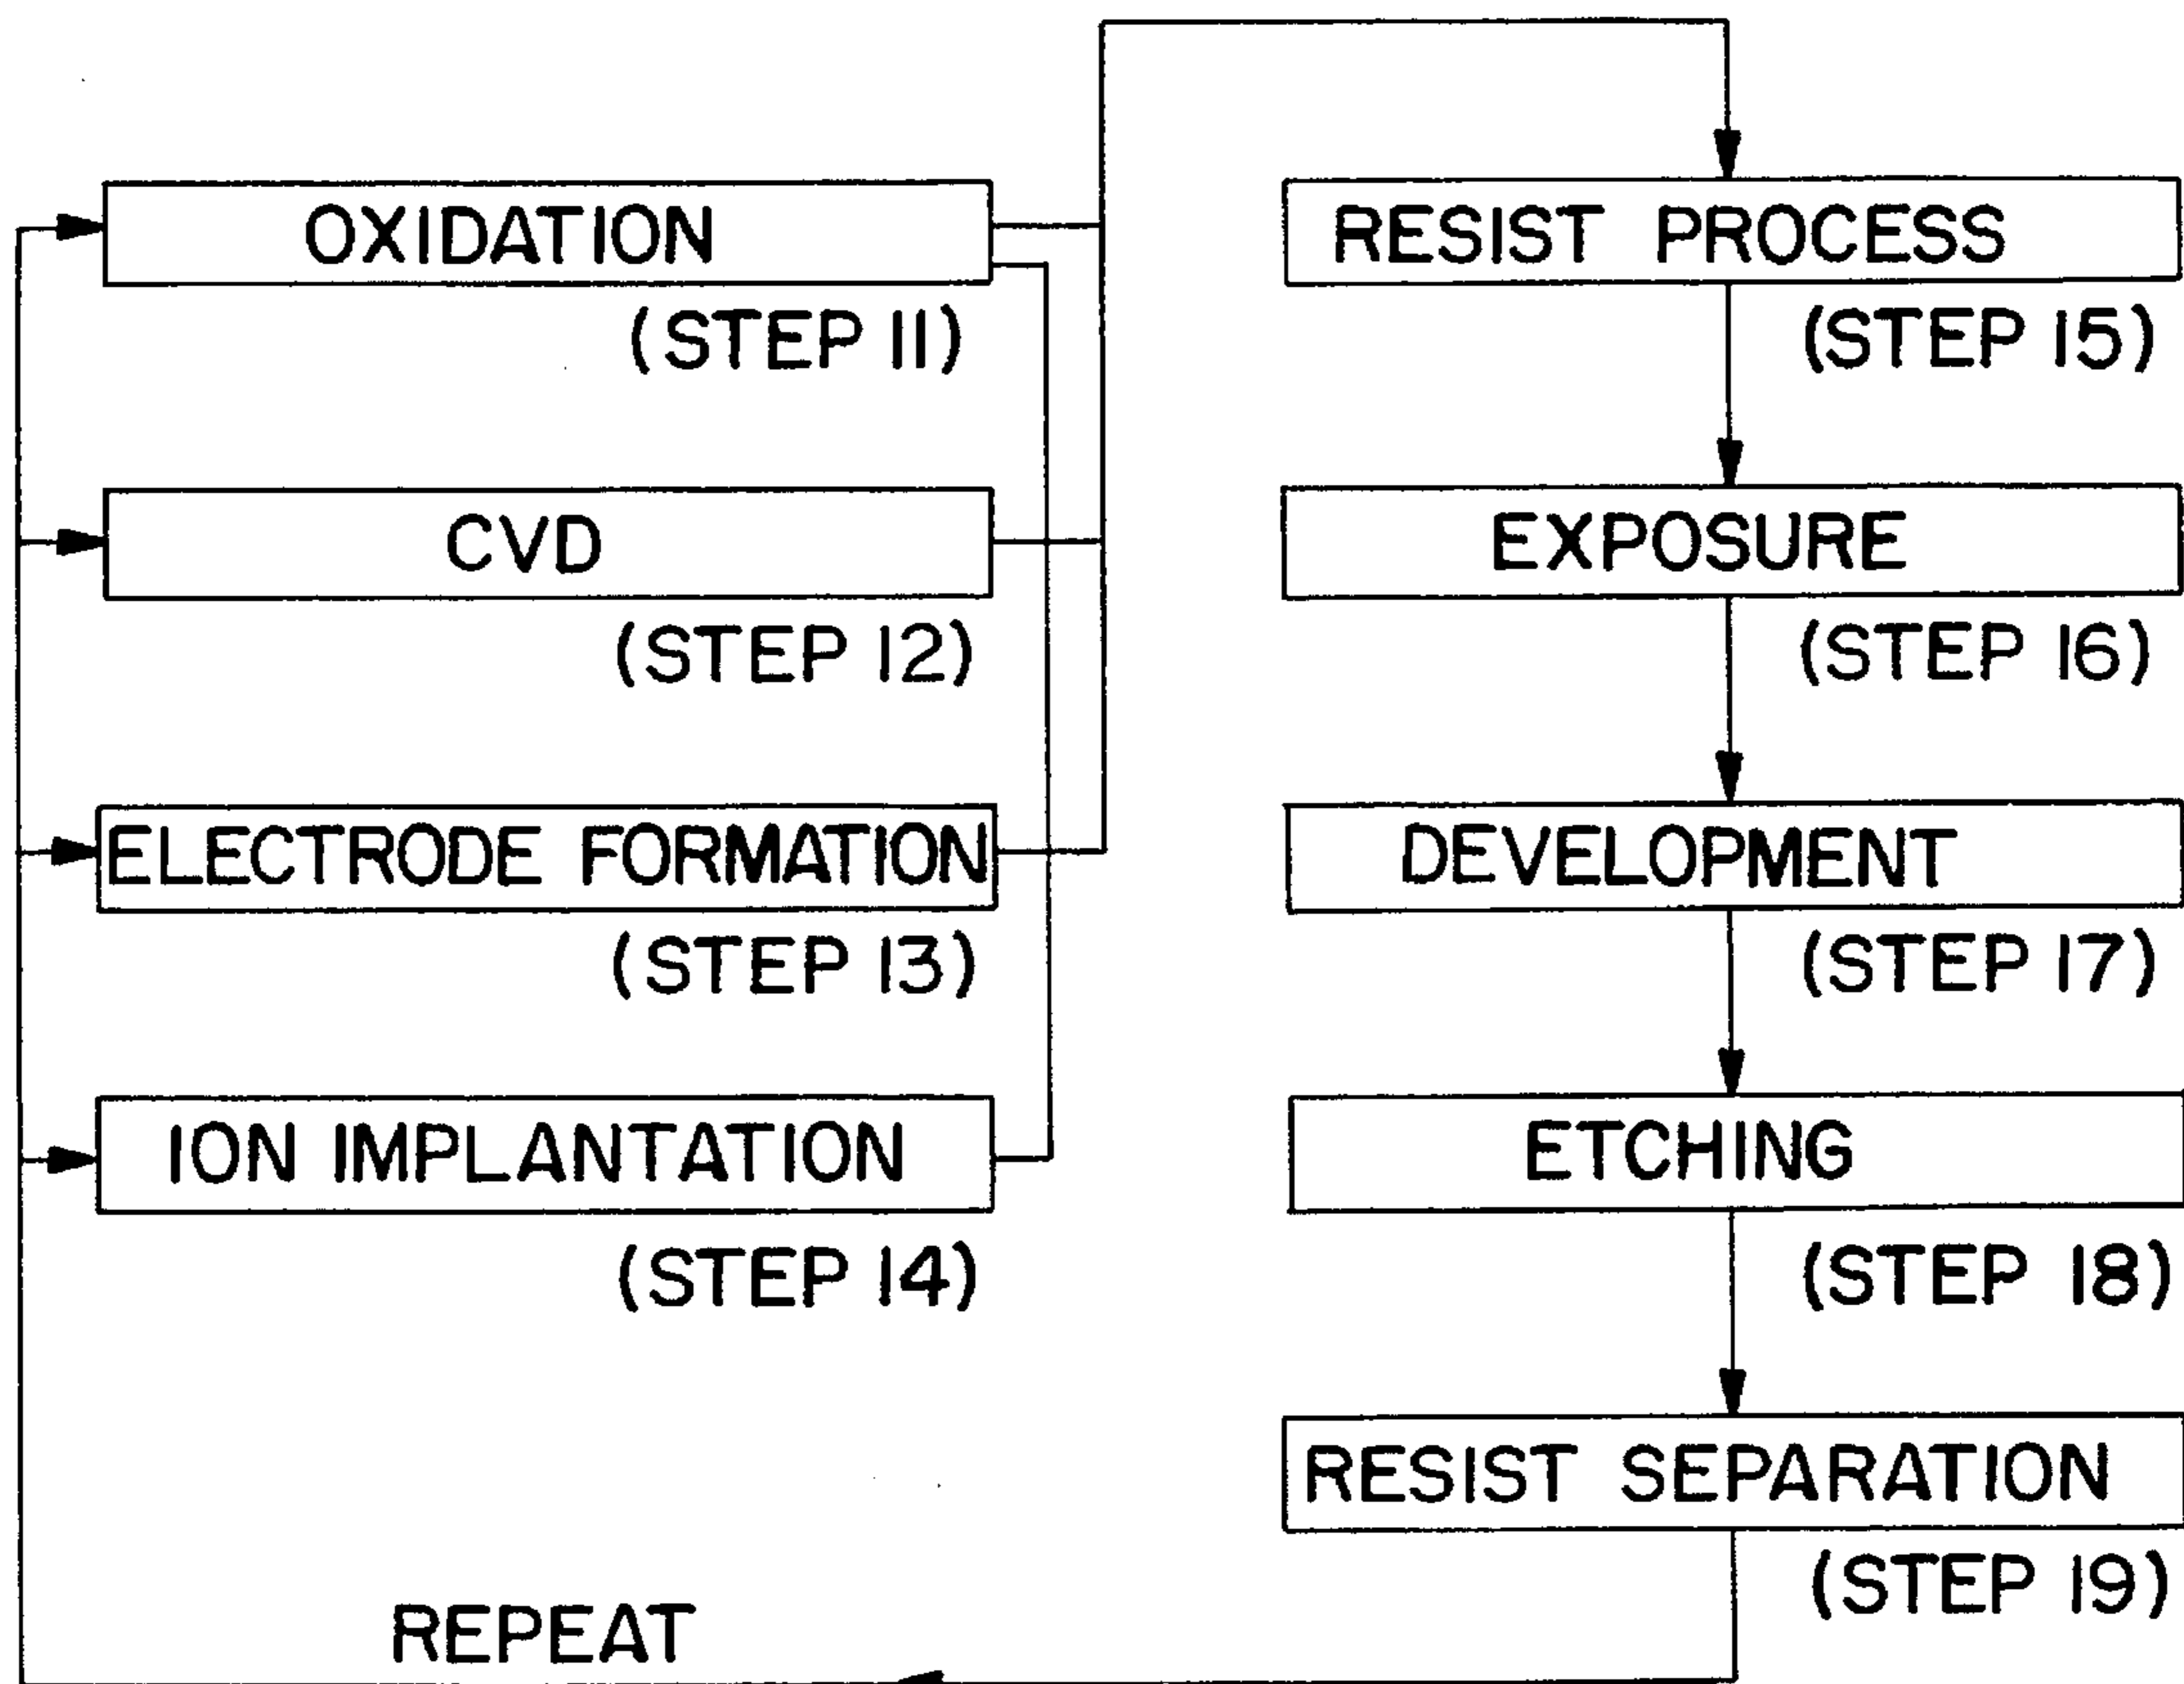 OXIDATION
(STEP 11)
CVD
(STEP 12)
ELECTRODE FORMATION
(STEP 13)
ION IMPLANTATION
(STEP 14)
RESIST PROCESS
(STEP 15)
EXPOSURE
(STEP 16)
DEVELOPMENT
(STEP 17)
ETCHING
(STEP 18)
RESIST SEPARATION
(STEP 19)
REPEAT